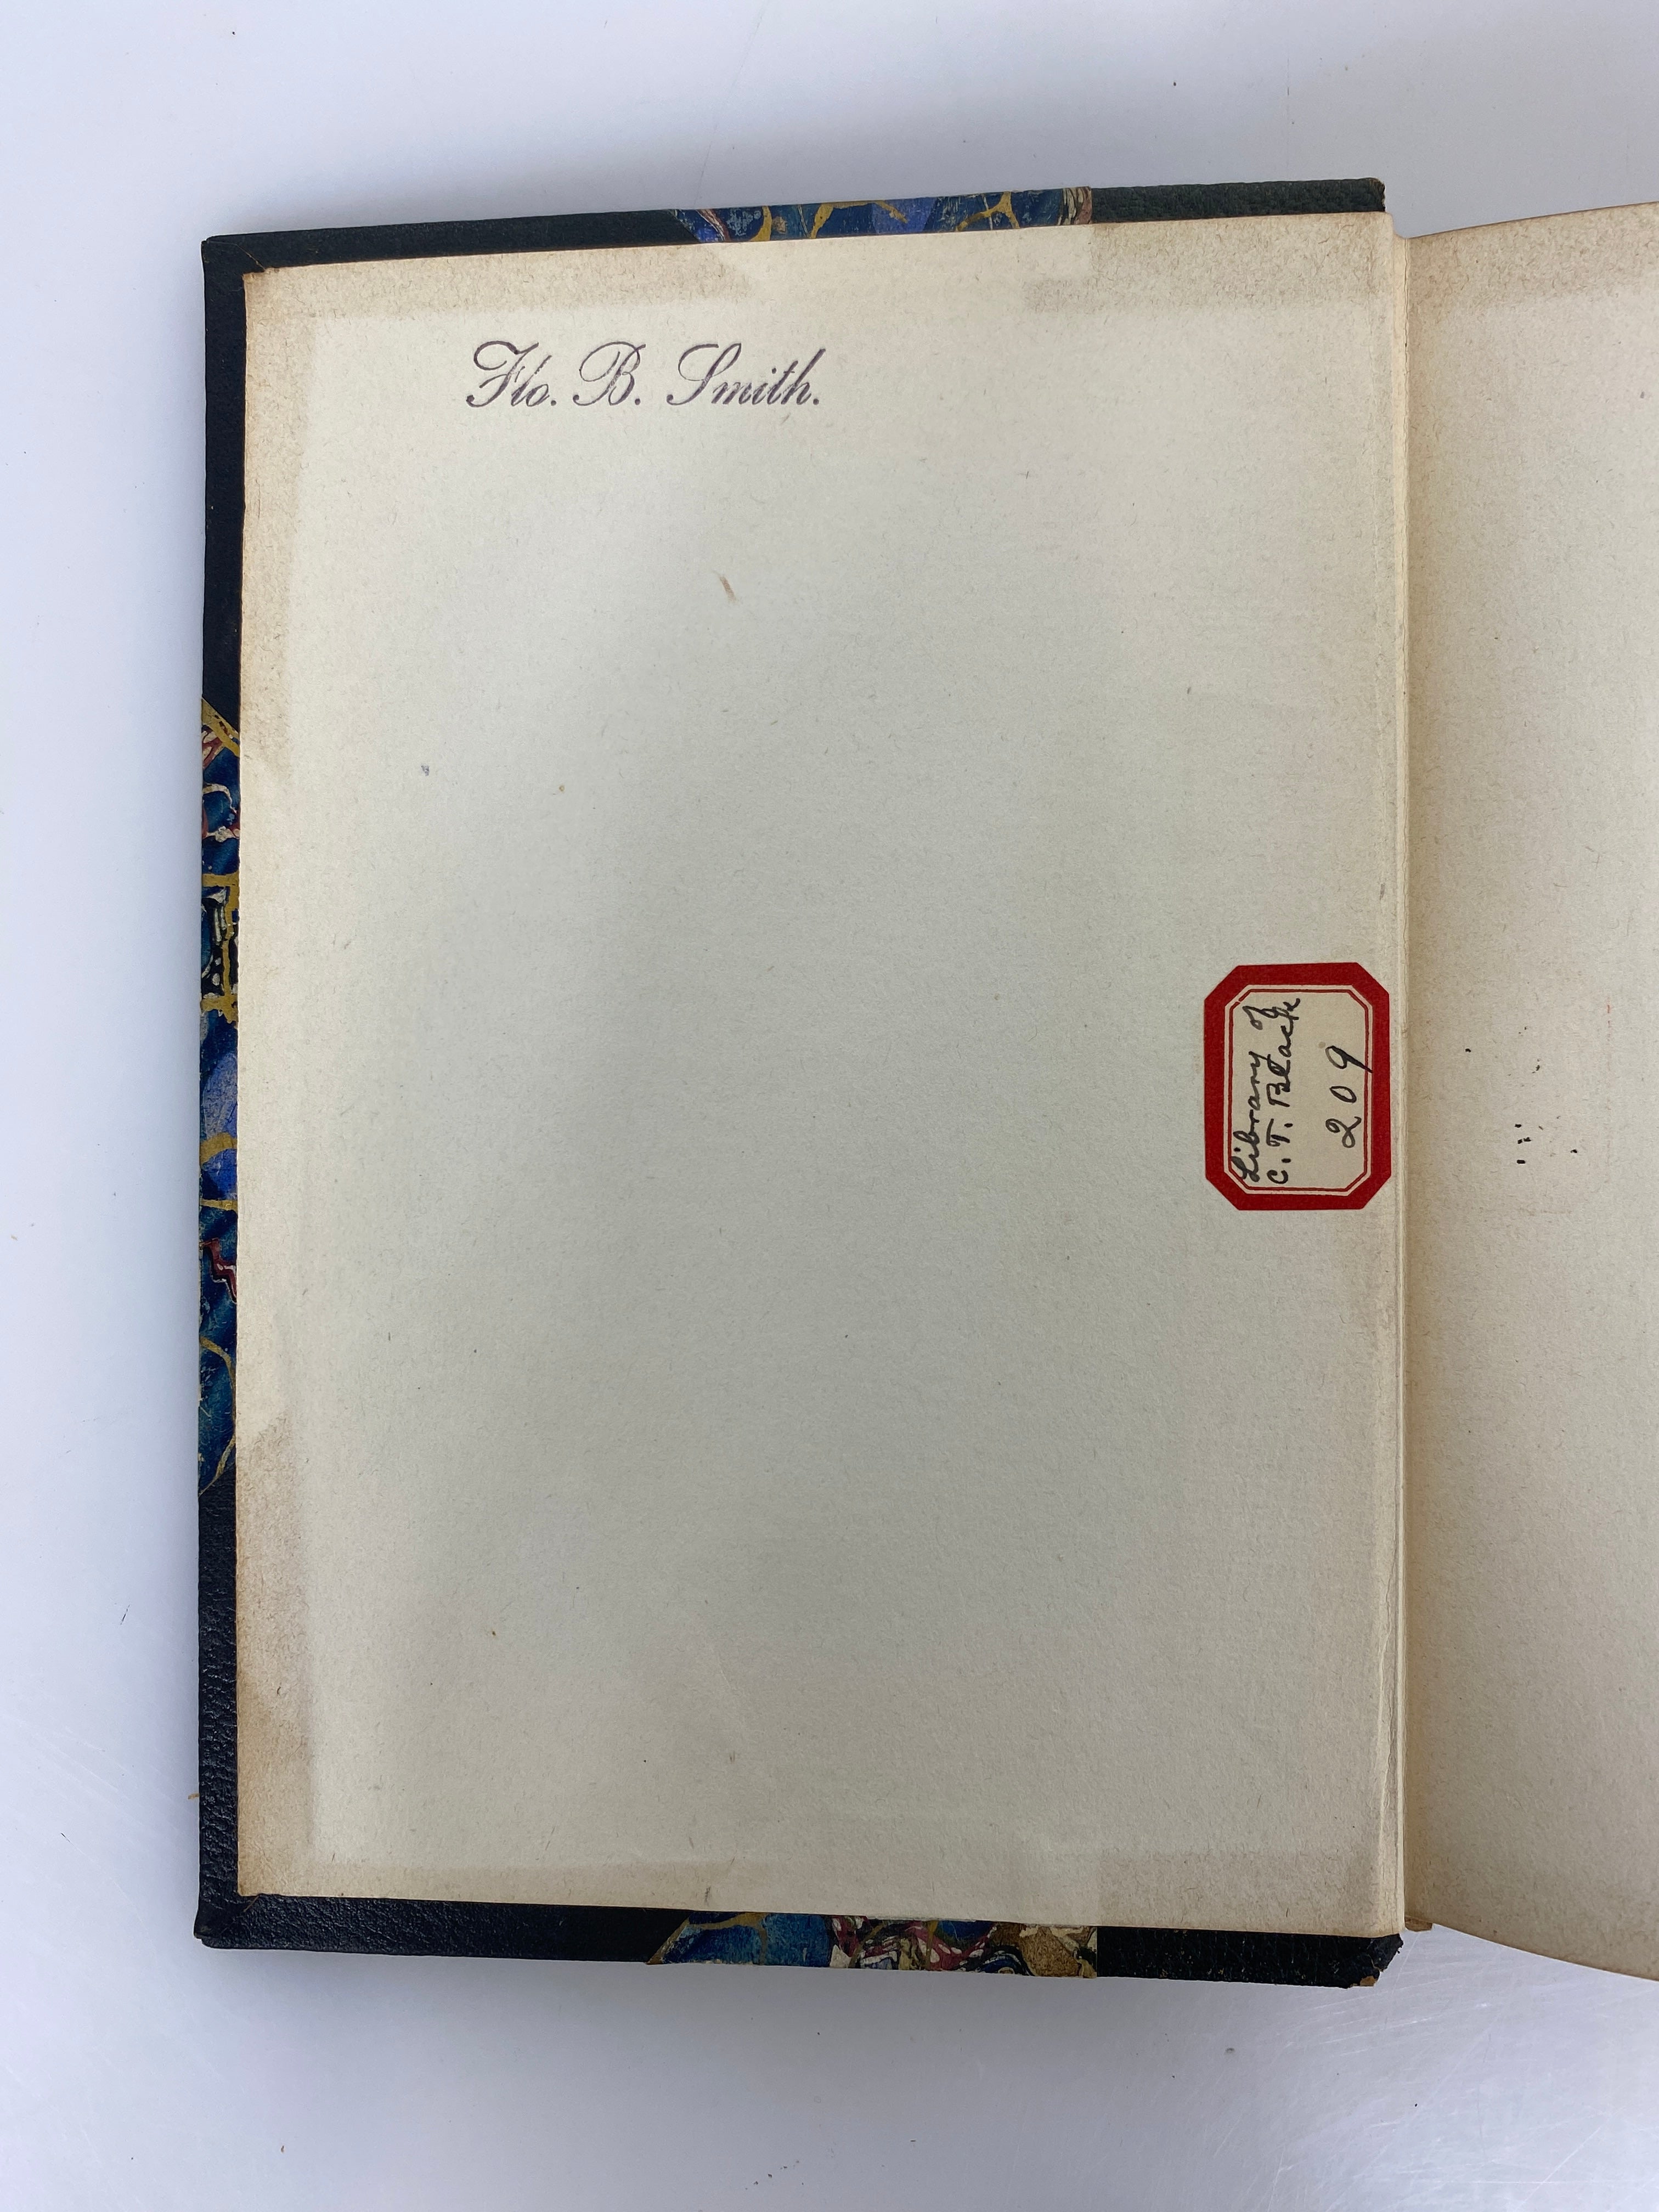 Flo. B. Smith.
Library of
C. T. Black
209